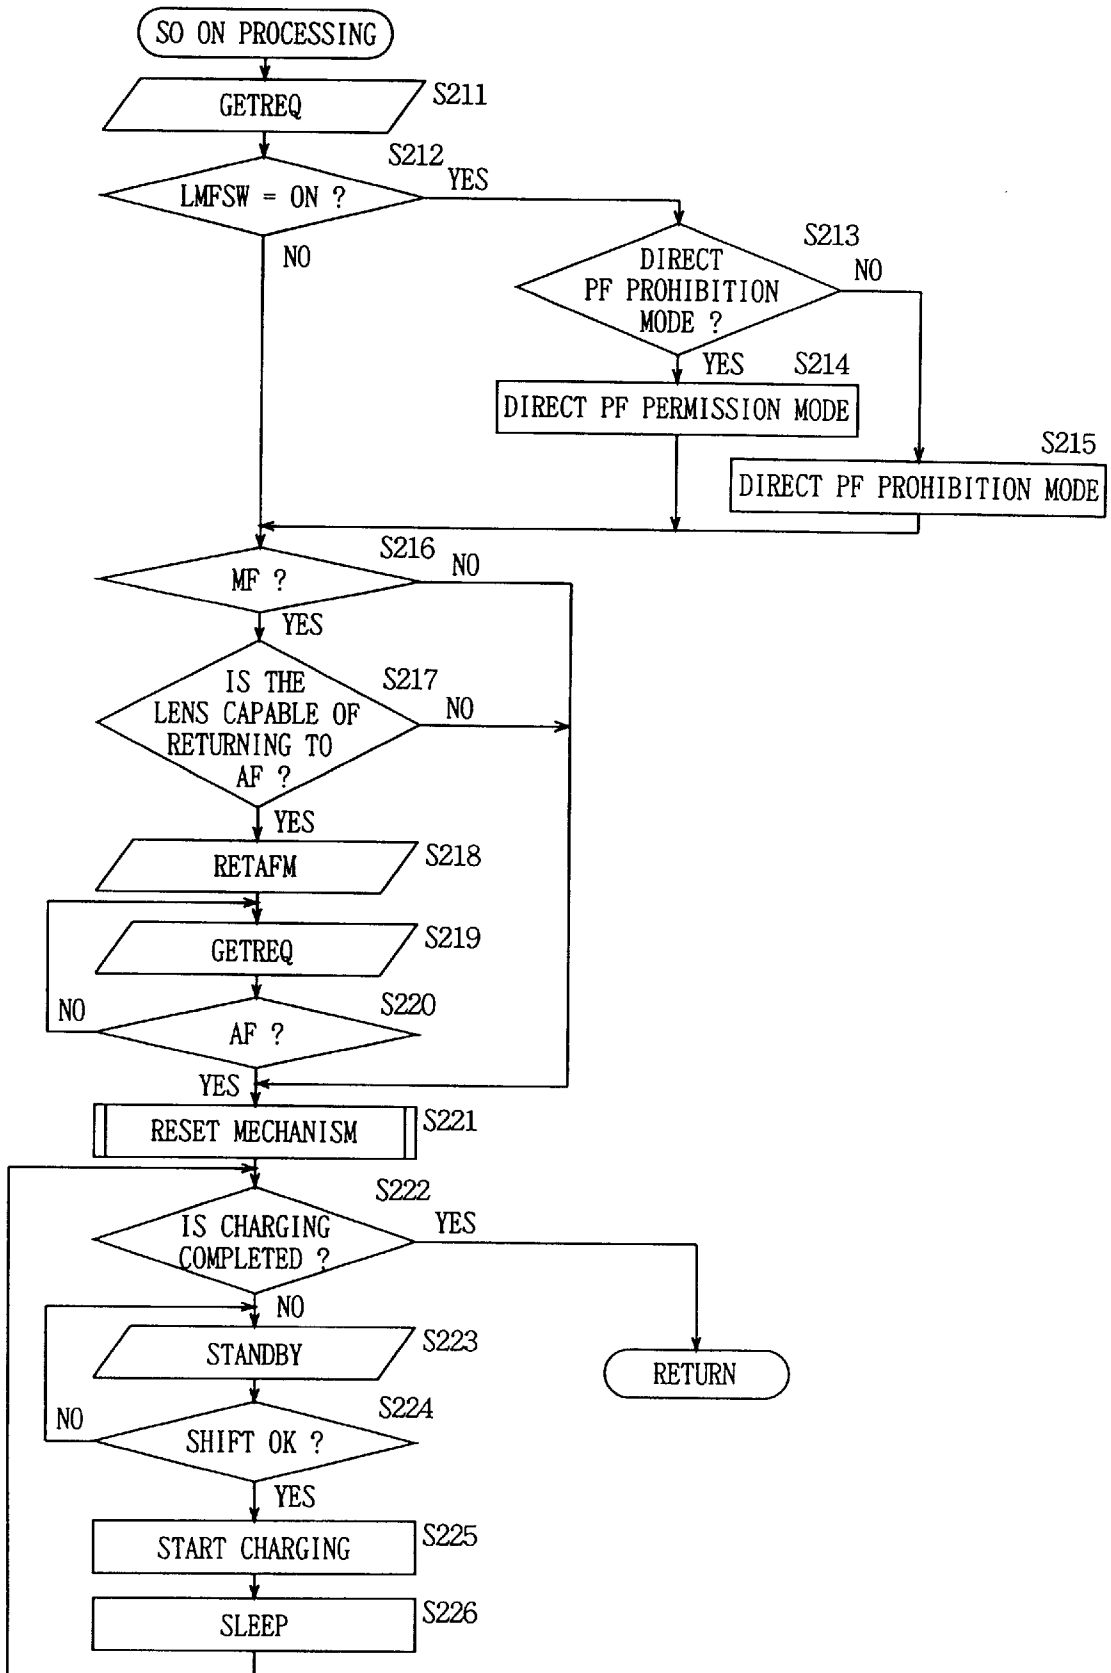 SO ON PROCESSING
GETREQ
S211
S212
LMFSW = ON ?
YES
NO
S213
DIRECT
PF PROHIBITION
MODE ?
NO
YES
S214
DIRECT PF PERMISSION MODE
S215
DIRECT PF PROHIBITION MODE
S216
MF ?
NO
YES
S217
IS THE
LENS CAPABLE OF
RETURNING TO
AF ?
NO
YES
RETAFM
S218
GETREQ
S219
S220
NO
AF ?
YES
RESET MECHANISM
S221
S222
IS CHARGING
COMPLETED ?
YES
NO
STANDBY
S223
RETURN
S224
NO
SHIFT OK ?
YES
START CHARGING
S225
SLEEP
S226